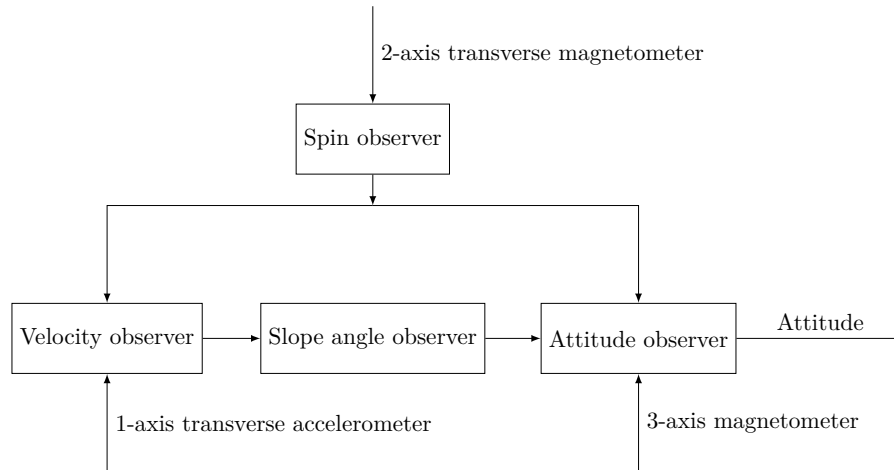 2-axis transverse magnetometer
Spin observer
Velocity observer
Slope angle observer
Attitude observer
Attitude
1-axis transverse accelerometer
3-axis magnetometer